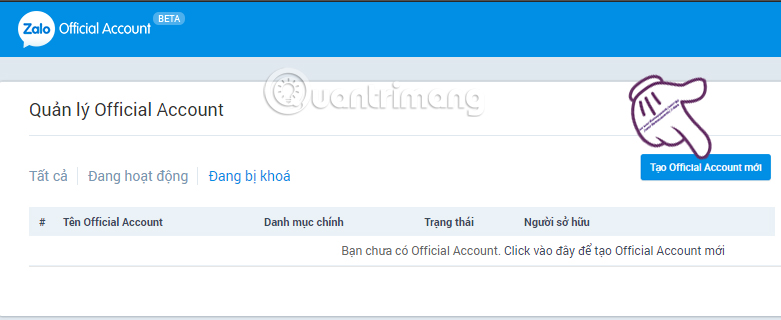 Zalo Official Account BETA
Quantrimang
Quản lý Official Account
Tạo Official Account mới
Tất cả Đang hoạt động Đang bị khoá
# Tên Official Account Danh mục chính Trạng thái Người sở hữu
Bạn chưa có Official Account. Click vào đây để tạo Official Account mới